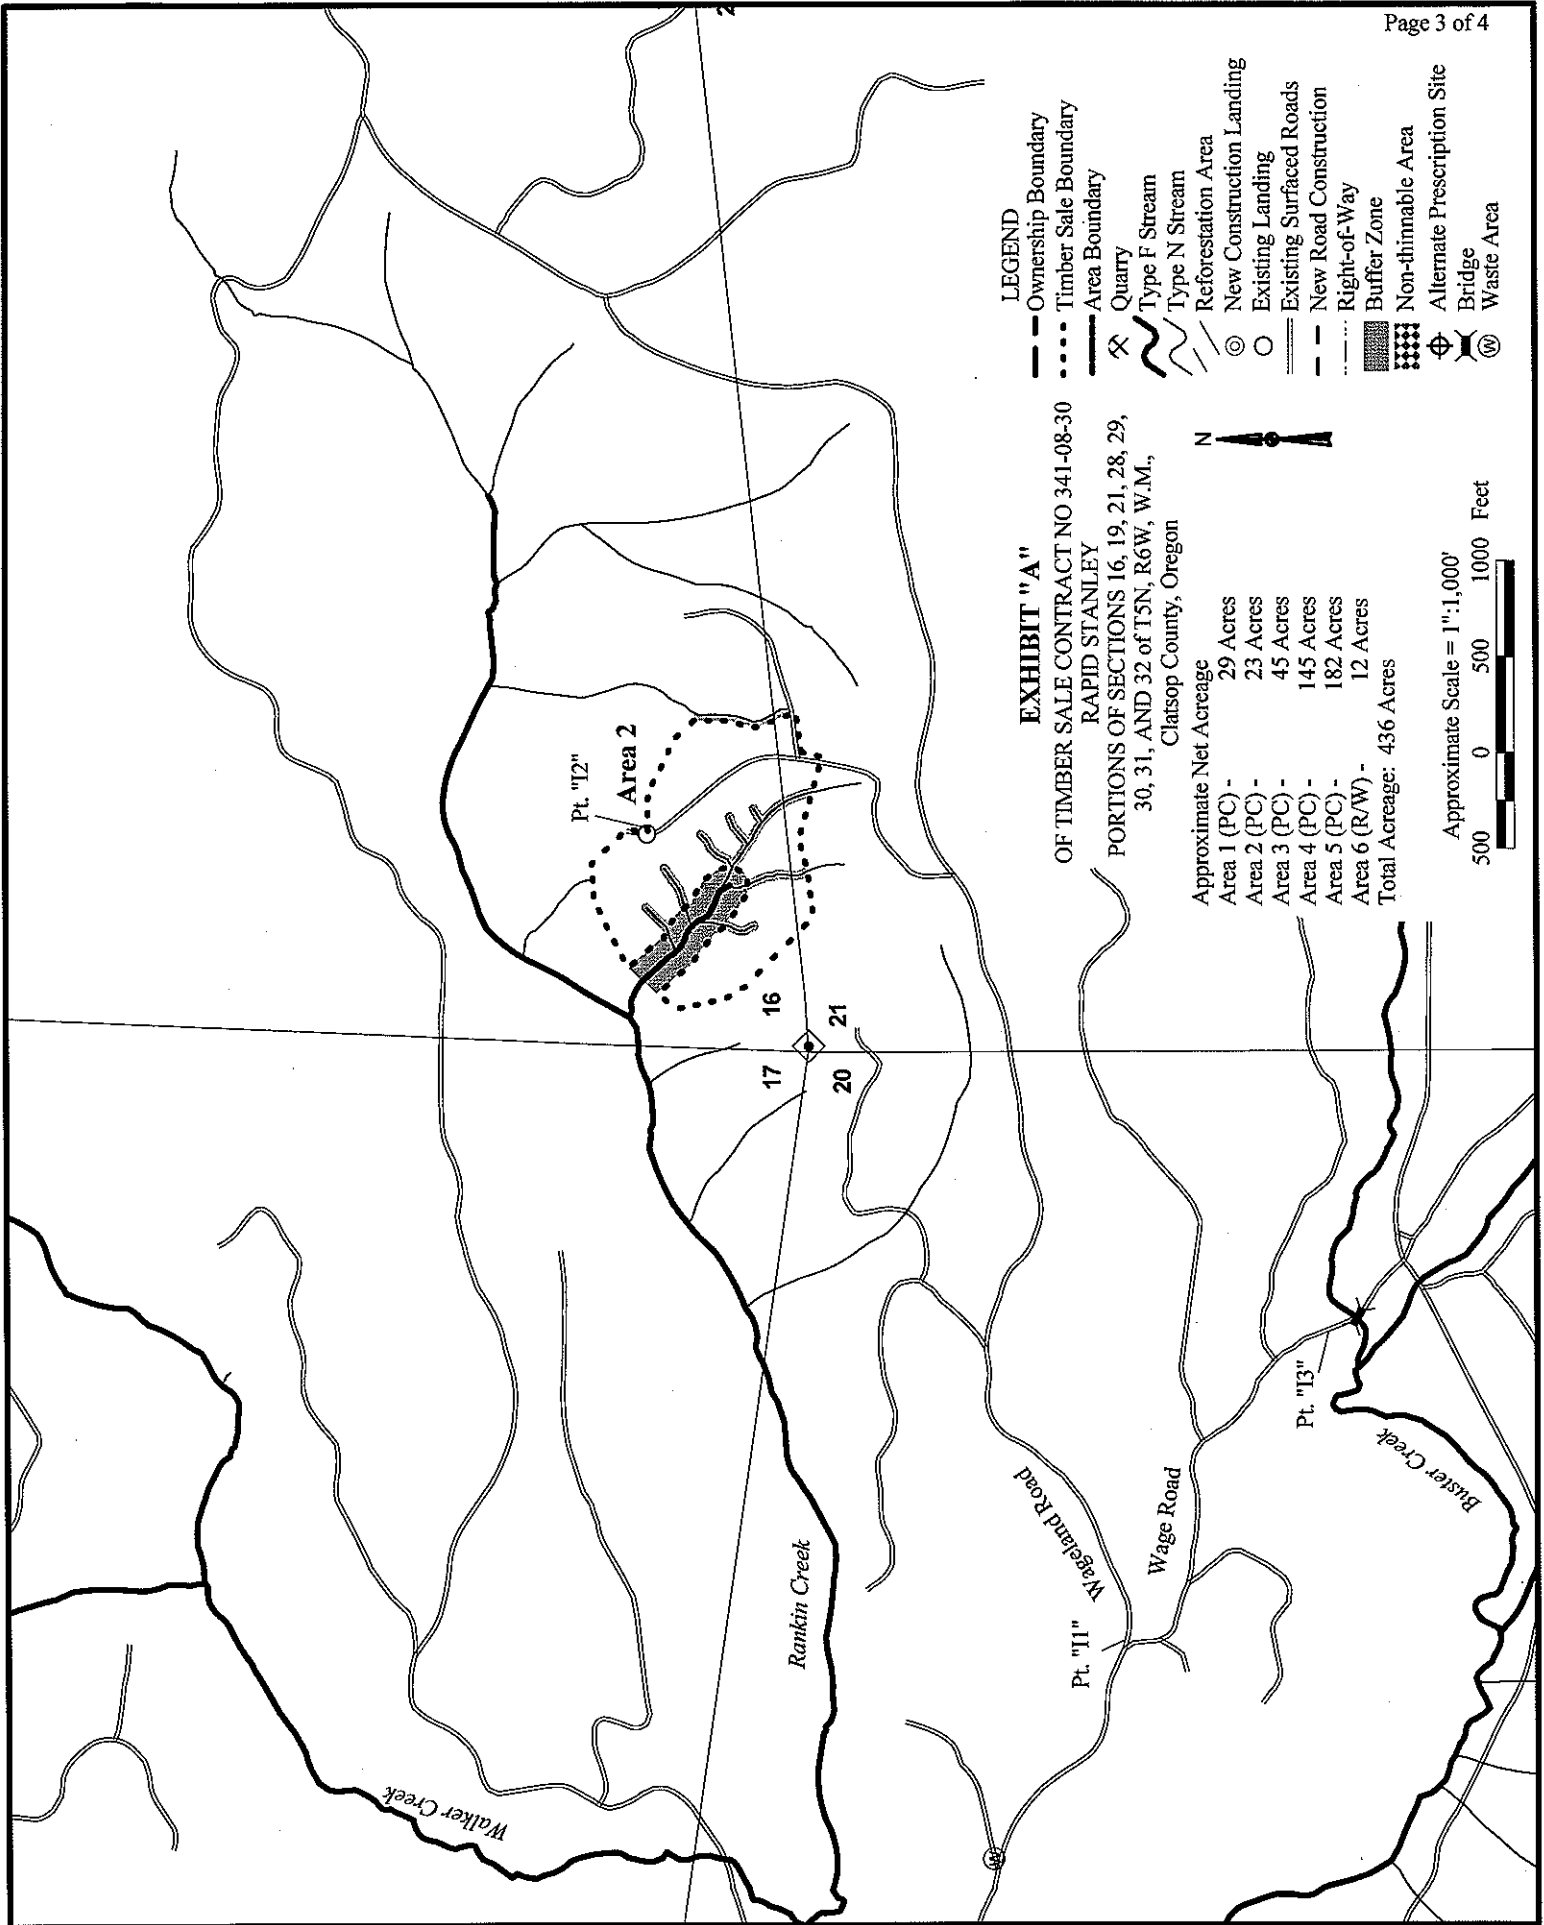 Page 3 of 4
LEGEND
Ownership Boundary
Timber Sale Boundary
Area Boundary
Quarry
Type F Stream
Type N Stream
Reforestation Area
New Construction Landing
Existing Landing
Existing Surfaced Roads
New Road Construction
Right-of-Way
Buffer Zone
Non-thinnable Area
Alternate Prescription Site
Bridge
W Waste Area
EXHIBIT "A"
OF TIMBER SALE CONTRACT NO 341-08-30
RAPID STANLEY
PORTIONS OF SECTIONS 16, 19, 21, 28, 29,
30, 31, AND 32 of T5N, R6W, W.M.,
Clatsop County, Oregon
N
Approximate Net Acreage
Area 1 (PC) - 29 Acres
Area 2 (PC) - 23 Acres
Area 3 (PC) - 45 Acres
Area 4 (PC) - 145 Acres
Area 5 (PC) - 182 Acres
Area 6 (R/W) - 12 Acres
Total Acreage: 436 Acres
Approximate Scale = 1":1,000'
500 0 500 1000 Feet
Pt. "I2"
Area 2
17 16
20 21
2
Walker Creek
Rankin Creek
Wageland Road
Wage Road
Pt. "I1"
Pt. "I3"
Buster Creek
W